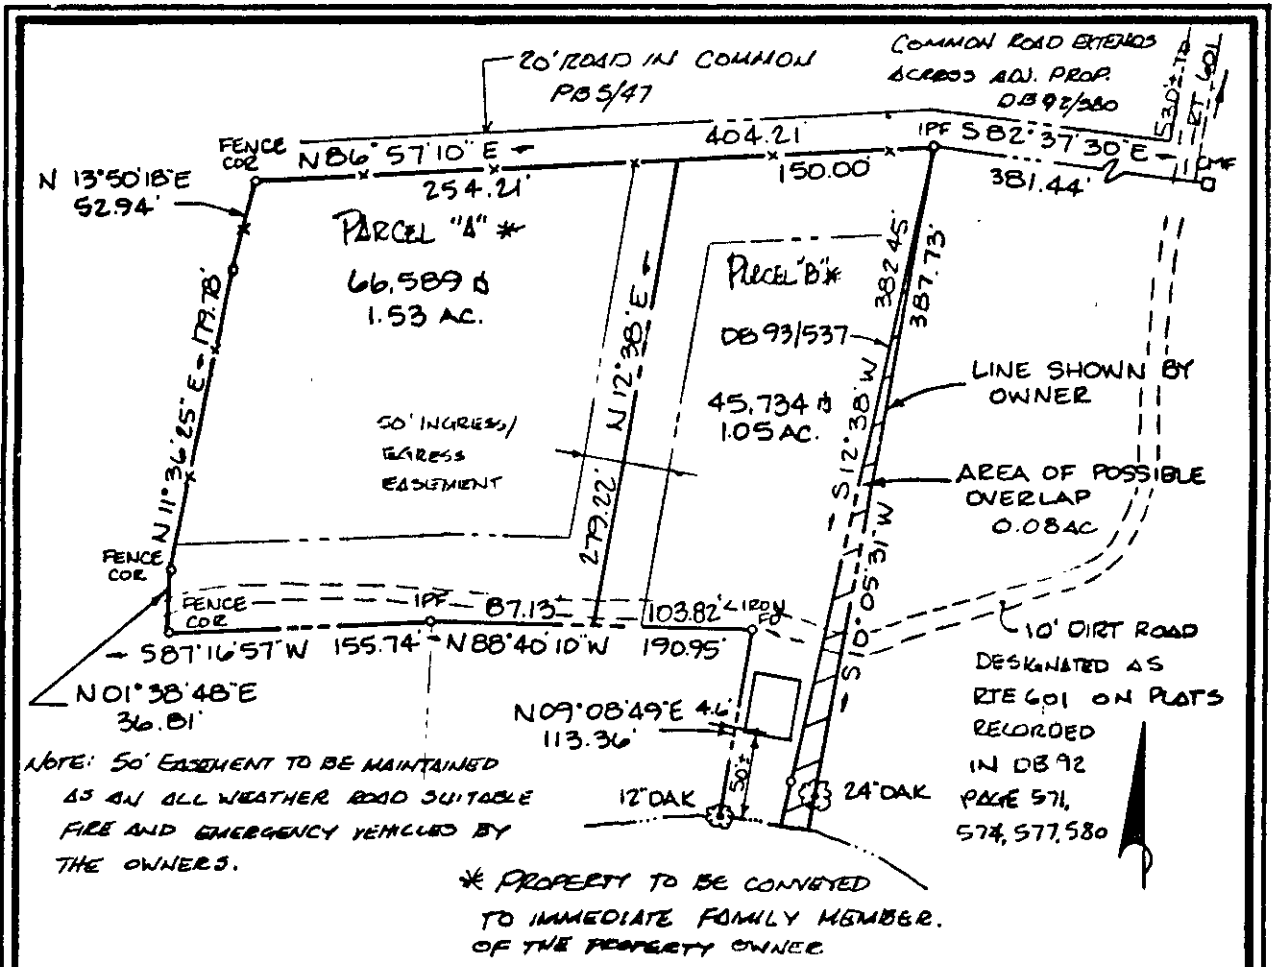 20' ROAD IN COMMON
PB 5/47
COMMON ROAD EXTENDS
ACROSS ADJ. PROP.
DB 92/580
530'± TO
RT 601
FENCE
COR
N 86° 57' 10" E
404.21
IPF
S 82° 37' 30" E
CMF
254.21'
150.00'
381.44'
N 13° 50' 18" E
52.94'
PARCEL "A" *
66,589
1.53 AC.
N 11° 36' 25" E
179.78'
50' INGRESS/
EGRESS
EASEMENT
N 12° 38' E
279.22'
PARCEL "B" *
DB 93/537
45,734
1.05 AC.
382.45'
387.73'
S 12° 38' W
S 10° 05' 31" W
LINE SHOWN BY
OWNER
AREA OF POSSIBLE
OVERLAP
0.08 AC
FENCE
COR
FENCE
COR
IPF
87.13'
103.82'
L IRON
FD
S 87° 16' 57" W
155.74'
N 88° 40' 10" W
190.95'
N 01° 38' 48" E
36.81'
N 09° 08' 49" E
113.36'
4.6'
50'±
12" OAK
24" OAK
10' DIRT ROAD
DESIGNATED AS
RTE 601 ON PLATS
RECORDED
IN DB 92
PAGE 571,
574, 577, 580
NOTE: 50' EASEMENT TO BE MAINTAINED
AS AN ALL WEATHER ROAD SUITABLE
FIRE AND EMERGENCY VEHICLES BY
THE OWNERS.
* PROPERTY TO BE CONVEYED
TO IMMEDIATE FAMILY MEMBER.
OF THE PROPERTY OWNER